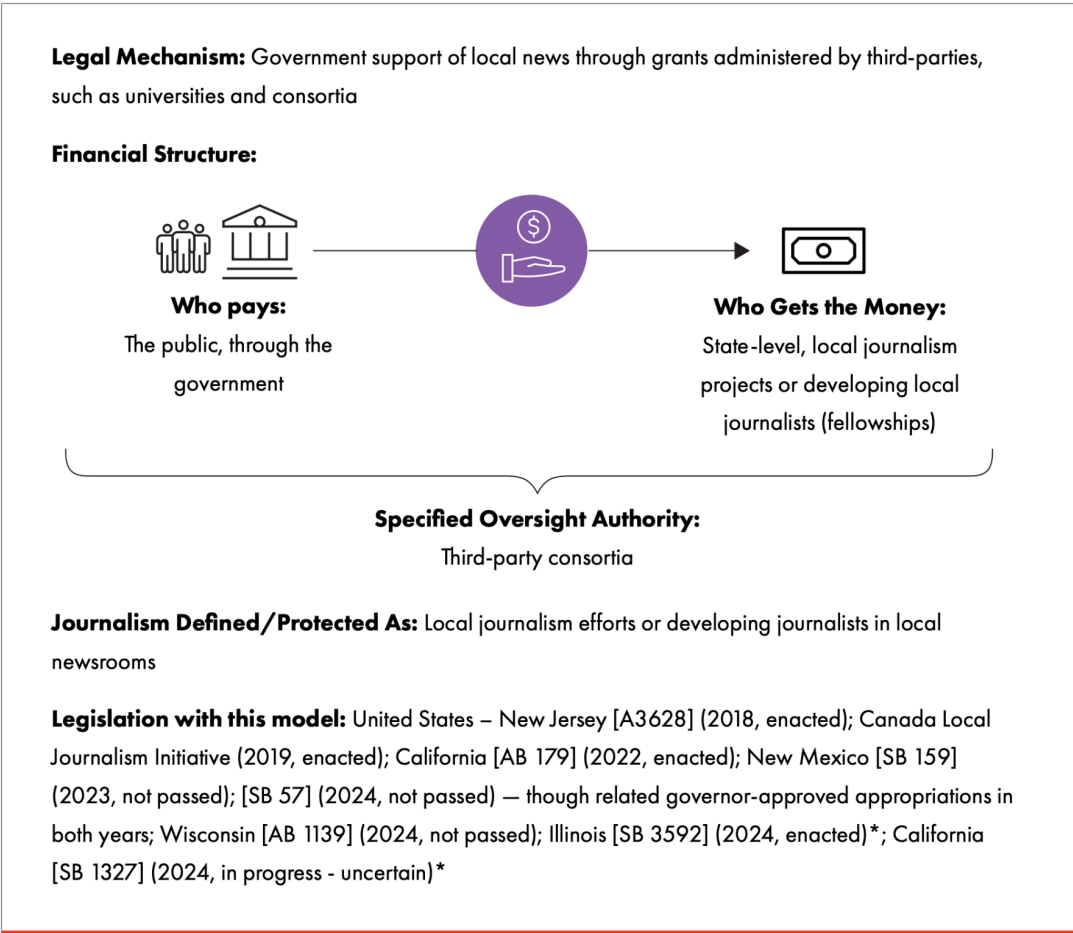 Legal Mechanism: Government support of local news through grants administered by third-parties,
such as universities and consortia
Financial Structure:
$
Who pays:
The public, through the
government
Who Gets the Money:
State-level, local journalism
projects or developing local
journalists (fellowships)
Specified Oversight Authority:
Third-party consortia
Journalism Defined/Protected As: Local journalism efforts or developing journalists in local
newsrooms
Legislation with this model: United States – New Jersey [A3628] (2018, enacted); Canada Local
Journalism Initiative (2019, enacted); California [AB 179] (2022, enacted); New Mexico [SB 159]
(2023, not passed); [SB 57] (2024, not passed) — though related governor-approved appropriations in
both years; Wisconsin [AB 1139] (2024, not passed); Illinois [SB 3592] (2024, enacted)*; California
[SB 1327] (2024, in progress - uncertain)*